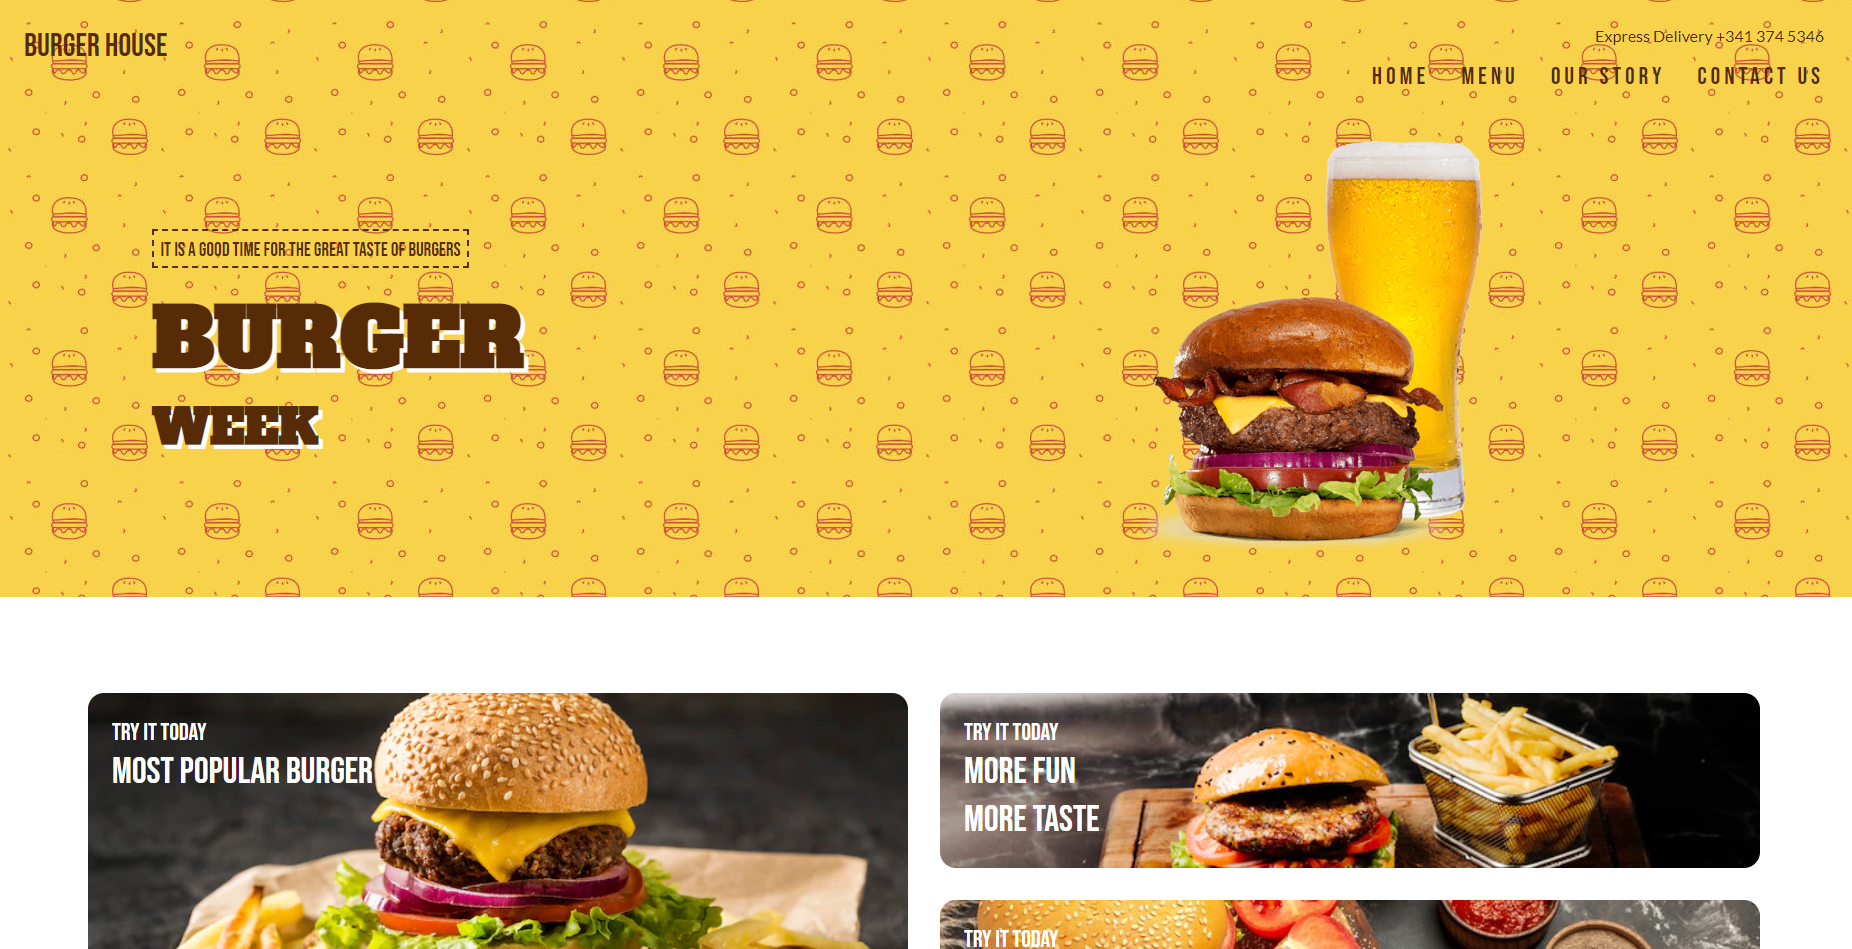 BURGER HOUSE
Express Delivery +341 374 5346
HOME MENU OUR STORY CONTACT US
IT IS A GOOD TIME FOR THE GREAT TASTE OF BURGERS
BURGER
WEEK
TRY IT TODAY
MOST POPULAR BURGER
TRY IT TODAY
MORE FUN
MORE TASTE
TRY IT TODAY